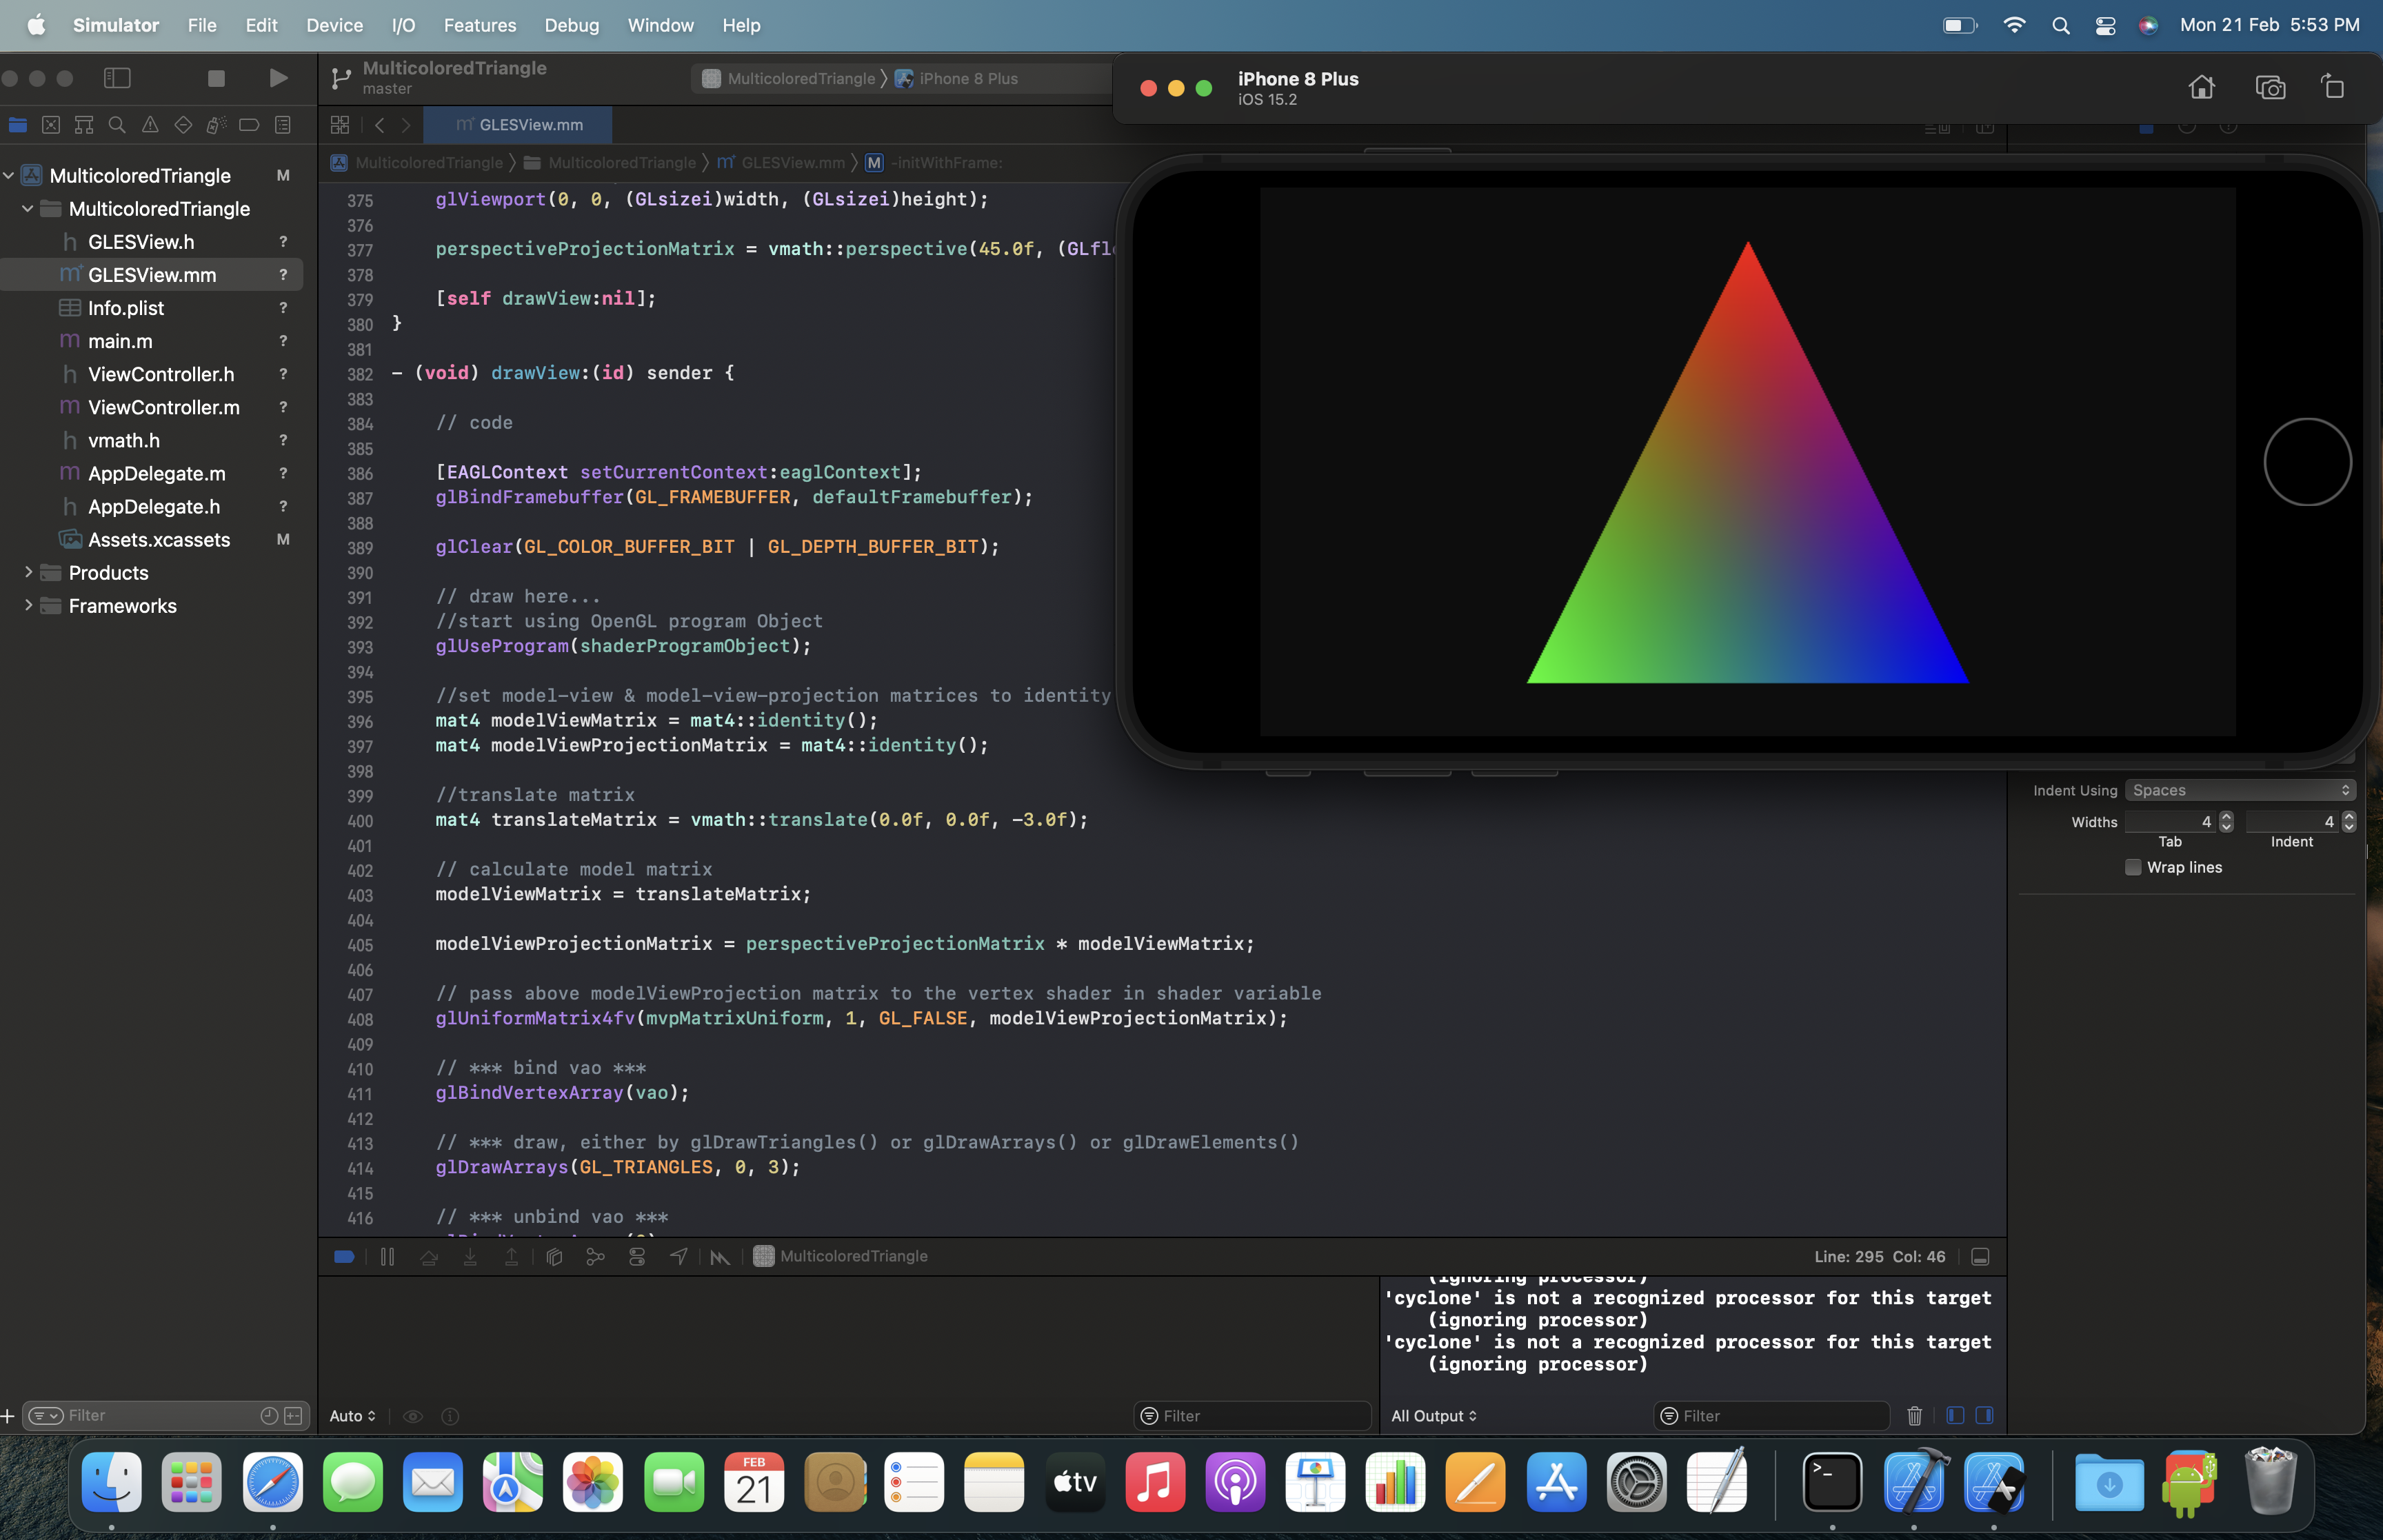 Simulator File Edit Device I/O Features Debug Window Help
Mon 21 Feb 5:53 PM
MulticoloredTriangle
master
MulticoloredTriangle iPhone 8 Plus
iPhone 8 Plus
iOS 15.2
GLESView.mm
MulticoloredTriangle MulticoloredTriangle GLESView.mm M -initWithFrame:
MulticoloredTriangle M
MulticoloredTriangle
h GLESView.h ?
m GLESView.mm ?
Info.plist ?
m main.m ?
h ViewController.h ?
m ViewController.m ?
h vmath.h ?
m AppDelegate.m ?
h AppDelegate.h ?
Assets.xcassets M
Products
Frameworks
375 glViewport(0, 0, (GLsizei)width, (GLsizei)height);
376
377 perspectiveProjectionMatrix = vmath::perspective(45.0f,
378
379 [self drawView:nil];
380 }
381
382 - (void) drawView:(id) sender {
383
384 // code
385
386 [EAGLContext setCurrentContext:eaglContext];
387 glBindFramebuffer(GL_FRAMEBUFFER, defaultFramebuffer);
388
389 glClear(GL_COLOR_BUFFER_BIT | GL_DEPTH_BUFFER_BIT);
390
391 // draw here...
392 //start using OpenGL program Object
393 glUseProgram(shaderProgramObject);
394
395 //set model-view & model-view-projection matrices to identity
396 mat4 modelViewMatrix = mat4::identity();
397 mat4 modelViewProjectionMatrix = mat4::identity();
398
399 //translate matrix
400 mat4 translateMatrix = vmath::translate(0.0f, 0.0f, -3.0f);
401
402 // calculate model matrix
403 modelViewMatrix = translateMatrix;
404
405 modelViewProjectionMatrix = perspectiveProjectionMatrix * modelViewMatrix;
406
407 // pass above modelViewProjection matrix to the vertex shader in shader variable
408 glUniformMatrix4fv(mvpMatrixUniform, 1, GL_FALSE, modelViewProjectionMatrix);
409
410 // *** bind vao ***
411 glBindVertexArray(vao);
412
413 // *** draw, either by glDrawTriangles() or glDrawArrays() or glDrawElements()
414 glDrawArrays(GL_TRIANGLES, 0, 3);
415
416 // *** unbind vao ***
Indent Using Spaces
Widths 4 4
Tab Indent
Wrap lines
MulticoloredTriangle
Line: 295 Col: 46
(ignoring processor)
'cyclone' is not a recognized processor for this target
(ignoring processor)
'cyclone' is not a recognized processor for this target
(ignoring processor)
Filter
Auto
Filter
All Output
Filter
FEB
21
tv
>_